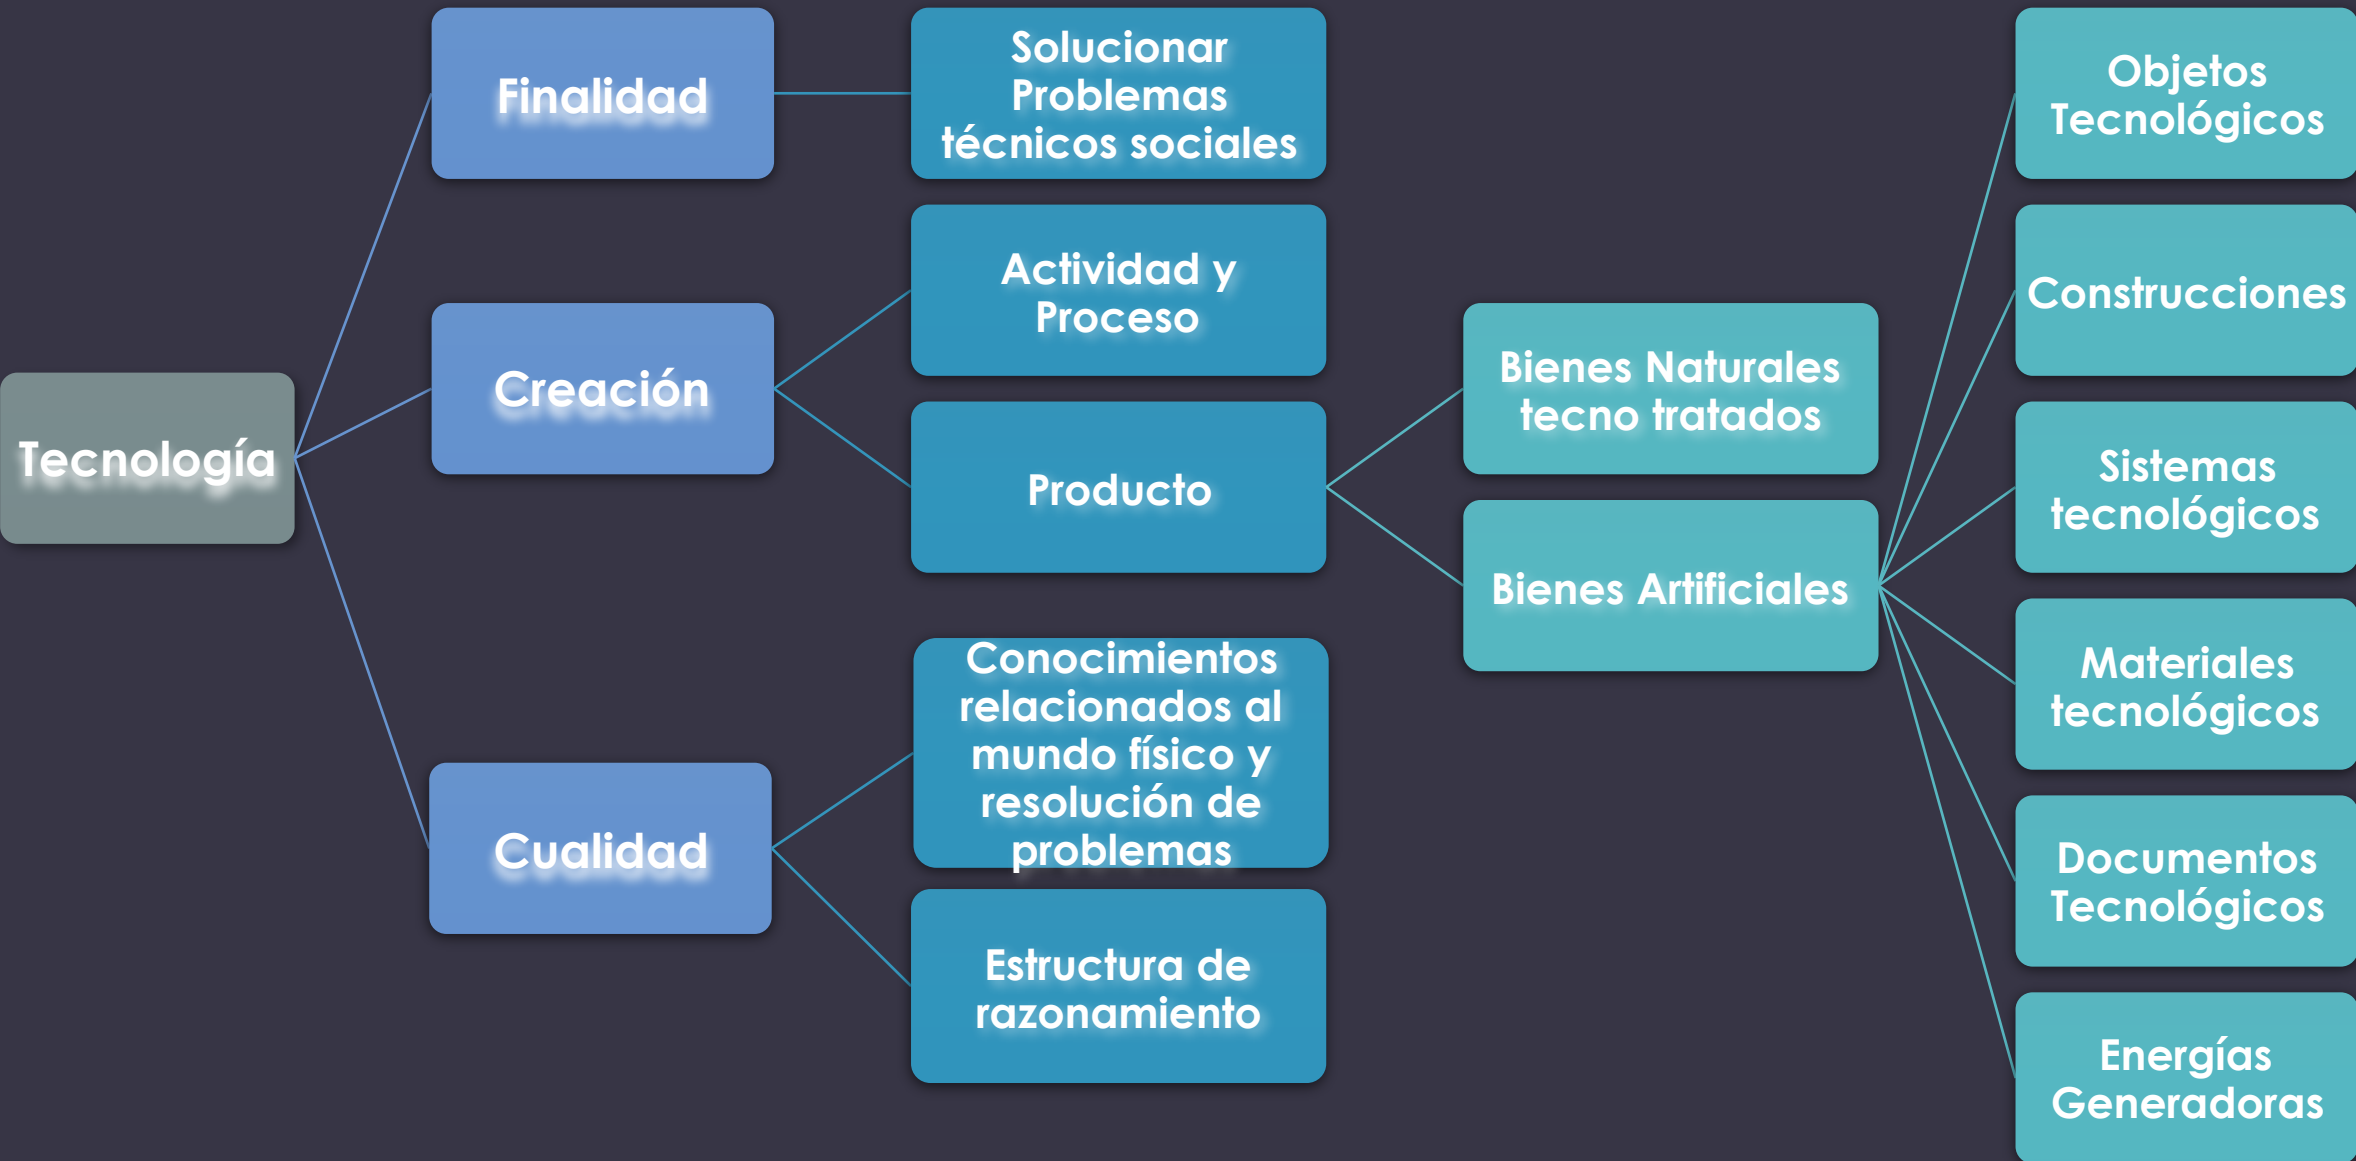 Tecnología
Finalidad
Creación
Cualidad
Solucionar
Problemas
técnicos sociales
Actividad y
Proceso
Producto
Conocimientos
relacionados al
mundo físico y
resolución de
problemas
Estructura de
razonamiento
Bienes Naturales
tecno tratados
Bienes Artificiales
Objetos
Tecnológicos
Construcciones
Sistemas
tecnológicos
Materiales
tecnológicos
Documentos
Tecnológicos
Energías
Generadoras